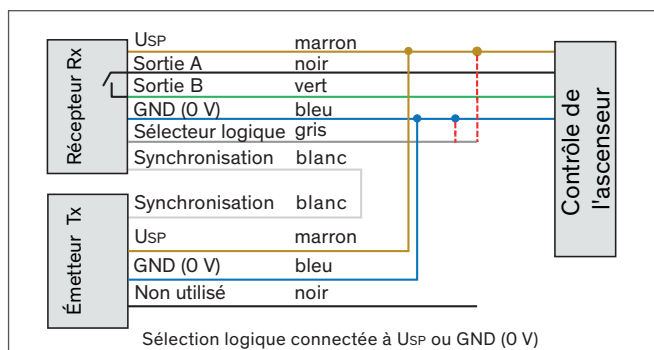 Récepteur Rx
USP marron
Sortie A noir
Sortie B vert
GND (0 V) bleu
Sélecteur logique gris
Synchronisation blanc
Contrôle de
l'ascenseur
Émetteur Tx
Synchronisation blanc
USP marron
GND (0 V) bleu
Non utilisé noir
Sélection logique connectée à USP ou GND (0 V)